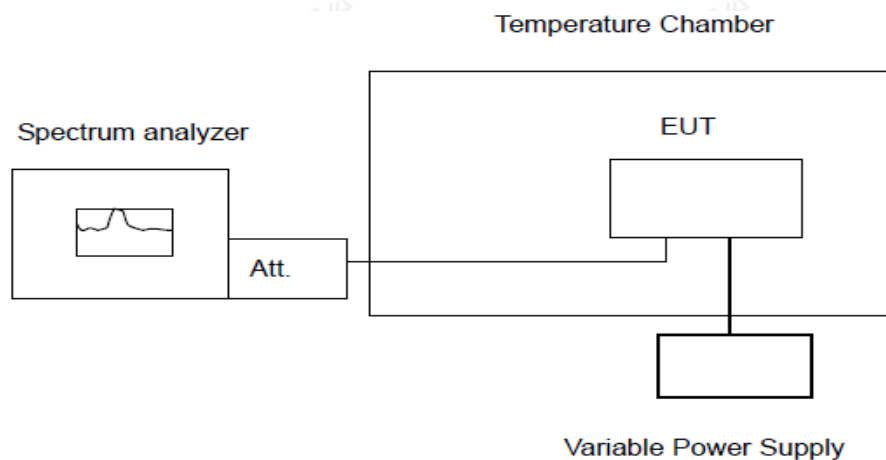 Temperature Chamber
Spectrum analyzer
EUT
Att.
Variable Power Supply